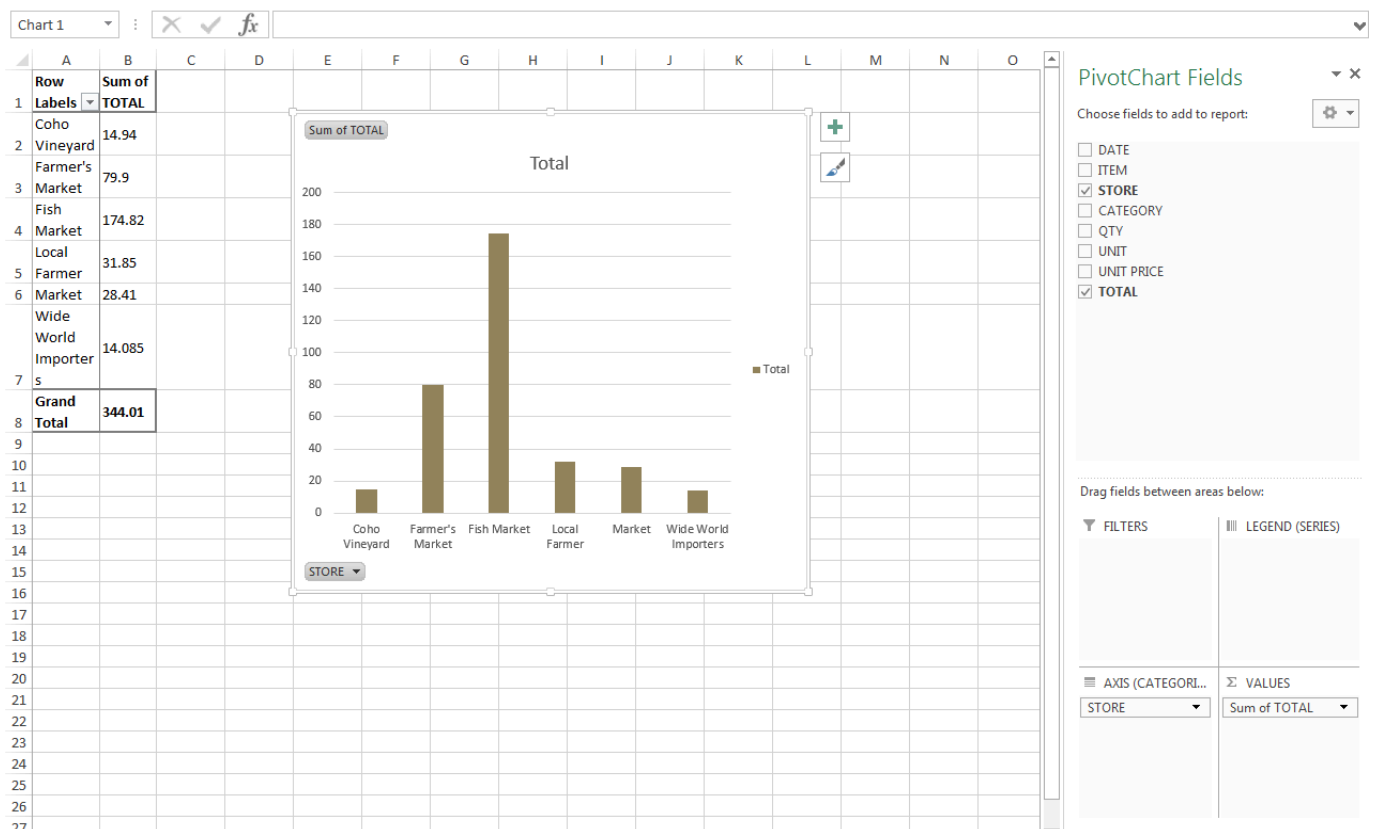 Chart 1
fx
A B C D E F G H I J K L M N O
Row Sum of
1 Labels TOTAL
Coho
2 Vineyard 14.94
Farmer's
3 Market 79.9
Fish
4 Market 174.82
Local
5 Farmer 31.85
6 Market 28.41
Wide
World
Importer 14.085
7 s
Grand
8 Total 344.01
9
10
11
12
13
14
15
16
17
18
19
20
21
22
23
24
25
26
27
Sum of TOTAL
Total
200
180
160
140
120
100
80
60
40
20
0
Coho Farmer's Fish Market Local Market Wide World
Vineyard Market Farmer Importers
Total
STORE
PivotChart Fields
Choose fields to add to report:
DATE
ITEM
STORE
CATEGORY
QTY
UNIT
UNIT PRICE
TOTAL
Drag fields between areas below:
FILTERS LEGEND (SERIES)
AXIS (CATEGORI... Σ VALUES
STORE Sum of TOTAL